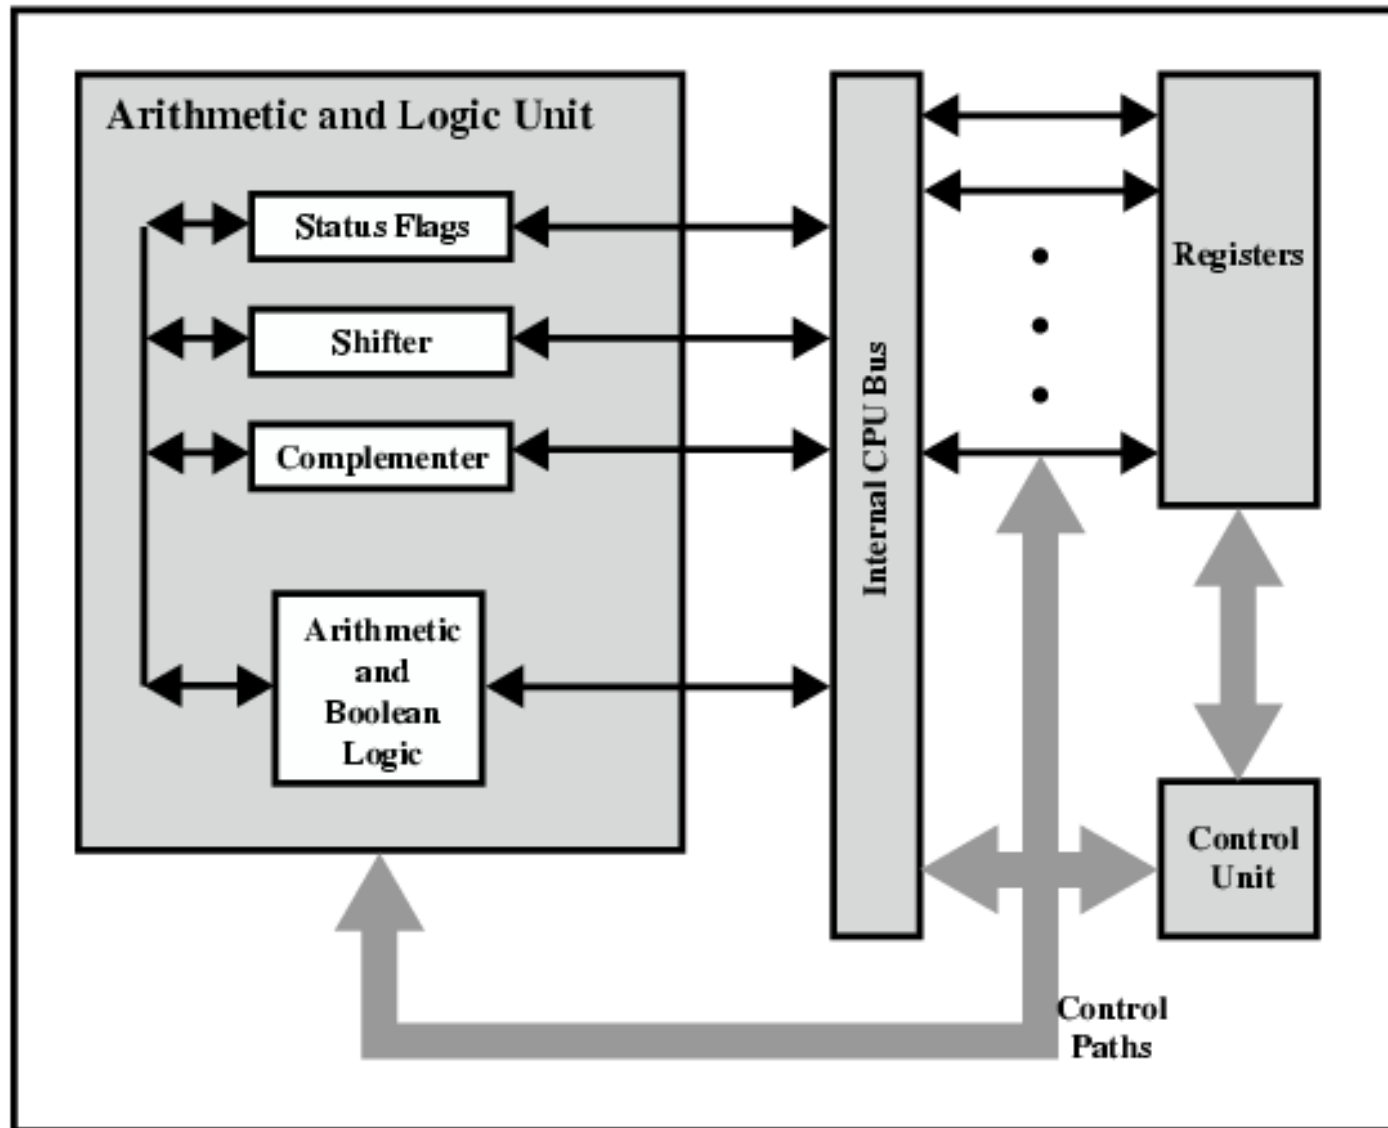 Arithmetic and Logic Unit
Status Flags
Shifter
Complementer
Arithmetic
and
Boolean
Logic
Internal CPU Bus
Registers
Control
Unit
Control
Paths